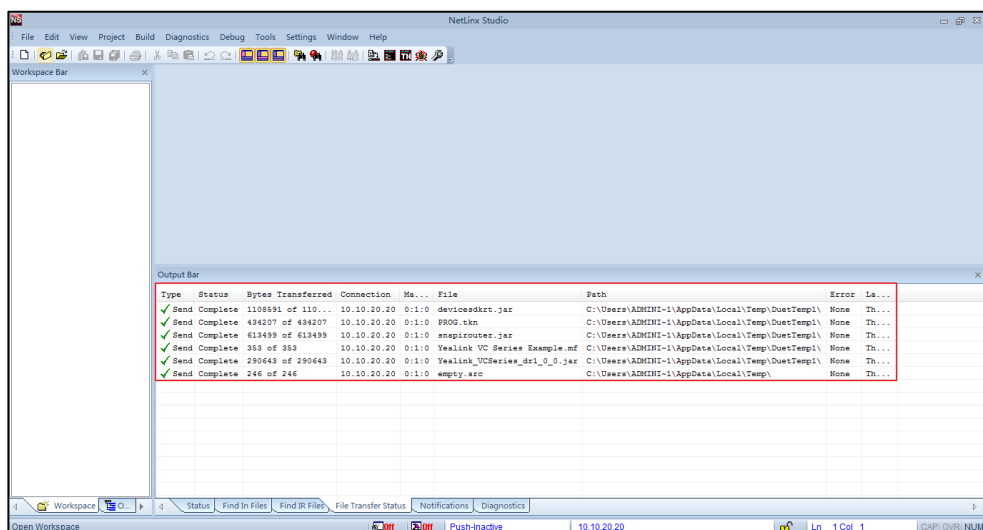 NS NetLinx Studio
File Edit View Project Build Diagnostics Debug Tools Settings Window Help
Workspace Bar
Output Bar
Type Status Bytes Transferred Connection Ma... File Path Error La...
Send Complete 1108591 of 110... 10.10.20.20 0:1:0 devicesdkrt.jar C:\Users\ADMINI~1\AppData\Local\Temp\DuetTemp1\ None Th...
Send Complete 434207 of 434207 10.10.20.20 0:1:0 PROG.tkn C:\Users\ADMINI~1\AppData\Local\Temp\DuetTemp1\ None Th...
Send Complete 613499 of 613499 10.10.20.20 0:1:0 snapirouter.jar C:\Users\ADMINI~1\AppData\Local\Temp\DuetTemp1\ None Th...
Send Complete 353 of 353 10.10.20.20 0:1:0 Yealink VC Series Example.mf C:\Users\ADMINI~1\AppData\Local\Temp\DuetTemp1\ None Th...
Send Complete 290643 of 290643 10.10.20.20 0:1:0 Yealink_VCSeries_dr1_0_0.jar C:\Users\ADMINI~1\AppData\Local\Temp\DuetTemp1\ None Th...
Send Complete 246 of 246 10.10.20.20 0:1:0 empty.src C:\Users\ADMINI~1\AppData\Local\Temp\ None Th...
Workspace O... Status Find In Files Find IR Files File Transfer Status Notifications Diagnostics
Open Workspace Off Off Push-Inactive 10.10.20.20 Ln 1 Col 1 CAP OVR NUM